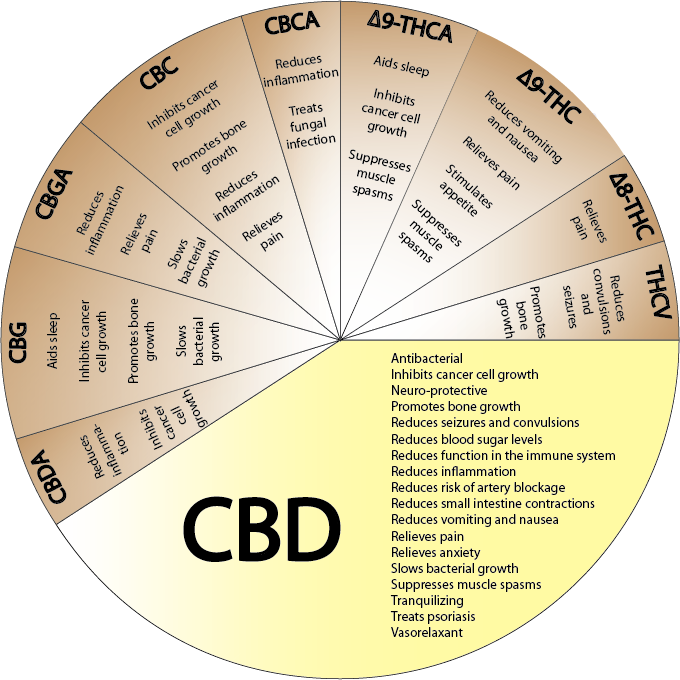 CBCA
Reduces
inflammation
Treats
fungal
infection
Δ9-THCA
Aids sleep
Inhibits
cancer cell
growth
Suppresses
muscle
spasms
Δ9-THC
Reduces vomiting
and nausea
Relieves pain
Stimulates
appetite
Suppresses
muscle
spasms
Δ8-THC
Relieves
pain
THCV
Reduces
convulsions
and
seizures
Promotes
bone
growth
CBD
Antibacterial
Inhibits cancer cell growth
Neuro-protective
Promotes bone growth
Reduces seizures and convulsions
Reduces blood sugar levels
Reduces function in the immune system
Reduces inflammation
Reduces risk of artery blockage
Reduces small intestine contractions
Reduces vomiting and nausea
Relieves pain
Relieves anxiety
Slows bacterial growth
Suppresses muscle spasms
Tranquilizing
Treats psoriasis
Vasorelaxant
CBDA
Reduces
inflamma-
tion
Inhibits
cancer
cell
growth
CBG
Aids sleep
Inhibits cancer
cell growth
Promotes bone
growth
Slows
bacterial
growth
CBGA
Reduces
inflammation
Relieves
pain
Slows
bacterial
growth
CBC
Inhibits cancer
cell growth
Promotes bone
growth
Reduces
inflammation
Relieves
pain